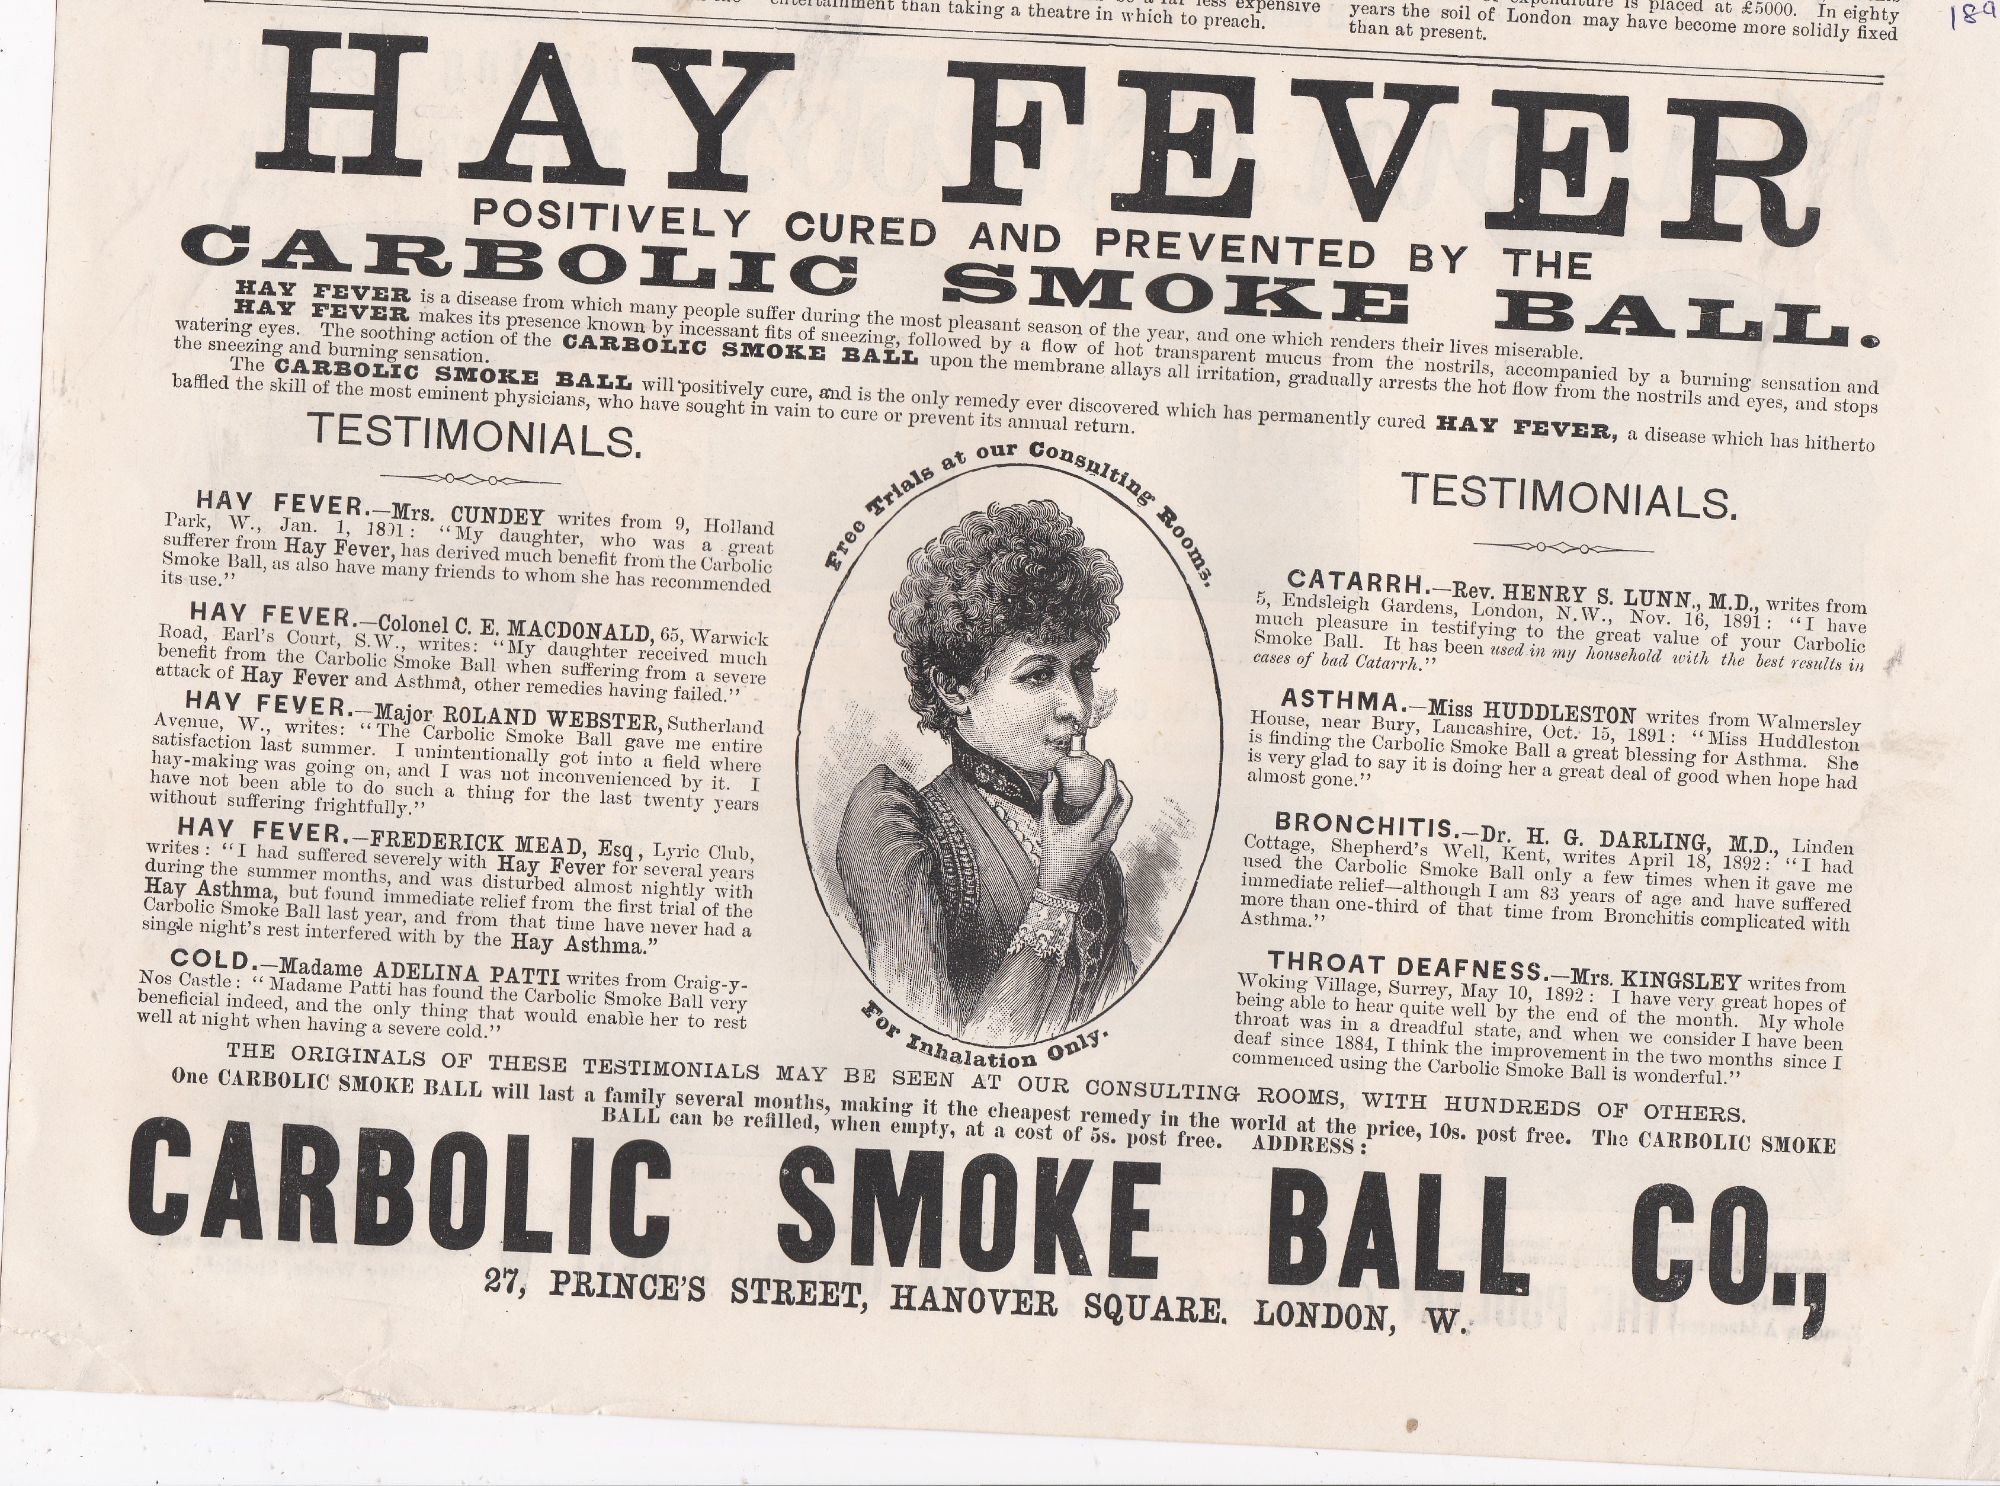 entertainment than taking a theatre in which to preach.
years the soil of London may have become more solidly fixed
than at present.
189
HAY FEVER
POSITIVELY CURED AND PREVENTED BY THE
CARBOLIC SMOKE BALL.
HAY FEVER is a disease from which many people suffer during the most pleasant season of the year, and one which renders their lives miserable.
HAY FEVER makes its presence known by incessant fits of sneezing, followed by a flow of hot transparent mucus from the nostrils, accompanied by a burning sensation and
watering eyes. The soothing action of the CARBOLIC SMOKE BALL upon the membrane allays all irritation, gradually arrests the hot flow from the nostrils and eyes, and stops
the sneezing and burning sensation.
The CARBOLIC SMOKE BALL will positively cure, and is the only remedy ever discovered which has permanently cured HAY FEVER, a disease which has hitherto
baffled the skill of the most eminent physicians, who have sought in vain to cure or prevent its annual return.
TESTIMONIALS.
HAY FEVER.—Mrs. CUNDEY writes from 9, Holland
Park, W., Jan. 1, 1891: "My daughter, who was a great
sufferer from Hay Fever, has derived much benefit from the Carbolic
Smoke Ball, as also have many friends to whom she has recommended
its use."
HAY FEVER.—Colonel C. E. MACDONALD, 65, Warwick
Road, Earl's Court, S.W., writes: "My daughter received much
benefit from the Carbolic Smoke Ball when suffering from a severe
attack of Hay Fever and Asthma, other remedies having failed."
HAY FEVER.—Major ROLAND WEBSTER, Sutherland
Avenue, W., writes: "The Carbolic Smoke Ball gave me entire
satisfaction last summer. I unintentionally got into a field where
hay-making was going on, and I was not inconvenienced by it. I
have not been able to do such a thing for the last twenty years
without suffering frightfully."
HAY FEVER.—FREDERICK MEAD, Esq, Lyric Club,
writes: "I had suffered severely with Hay Fever for several years
during the summer months, and was disturbed almost nightly with
Hay Asthma, but found immediate relief from the first trial of the
Carbolic Smoke Ball last year, and from that time have never had a
single night's rest interfered with by the Hay Asthma."
COLD.—Madame ADELINA PATTI writes from Craig-y-
Nos Castle: "Madame Patti has found the Carbolic Smoke Ball very
beneficial indeed, and the only thing that would enable her to rest
well at night when having a severe cold."
Free Trials at our Consulting Rooms.
For Inhalation Only.
TESTIMONIALS.
CATARRH.—Rev. HENRY S. LUNN., M.D., writes from
5, Endsleigh Gardens, London, N.W., Nov. 16, 1891: "I have
much pleasure in testifying to the great value of your Carbolic
Smoke Ball. It has been used in my household with the best results in
cases of bad Catarrh."
ASTHMA.—Miss HUDDLESTON writes from Walmersley
House, near Bury, Lancashire, Oct. 15, 1891: "Miss Huddleston
is finding the Carbolic Smoke Ball a great blessing for Asthma. She
is very glad to say it is doing her a great deal of good when hope had
almost gone."
BRONCHITIS.—Dr. H. G. DARLING, M.D., Linden
Cottage, Shepherd's Well, Kent, writes April 18, 1892: "I had
used the Carbolic Smoke Ball only a few times when it gave me
immediate relief—although I am 83 years of age and have suffered
more than one-third of that time from Bronchitis complicated with
Asthma."
THROAT DEAFNESS.—Mrs. KINGSLEY writes from
Woking Village, Surrey, May 10, 1892: I have very great hopes of
being able to hear quite well by the end of the month. My whole
throat was in a dreadful state, and when we consider I have been
deaf since 1884, I think the improvement in the two months since I
commenced using the Carbolic Smoke Ball is wonderful."
THE ORIGINALS OF THESE TESTIMONIALS MAY BE SEEN AT OUR CONSULTING ROOMS, WITH HUNDREDS OF OTHERS.
One CARBOLIC SMOKE BALL will last a family several months, making it the cheapest remedy in the world at the price, 10s. post free. The CARBOLIC SMOKE
BALL can be refilled, when empty, at a cost of 5s. post free. ADDRESS:
CARBOLIC SMOKE BALL CO.,
27, PRINCE'S STREET, HANOVER SQUARE. LONDON, W.